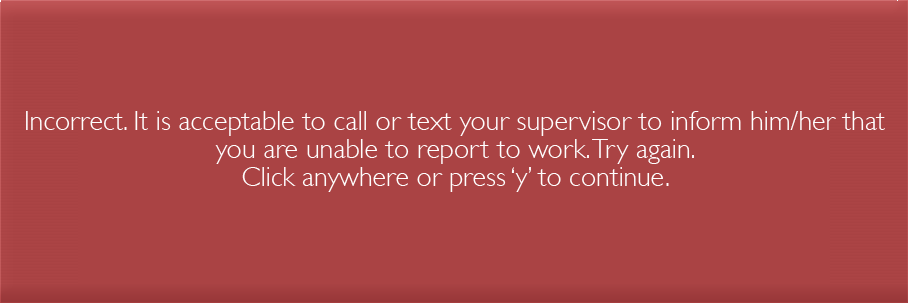 Incorrect. It is acceptable to call or text your supervisor to inform him/her that
you are unable to report to work. Try again.
Click anywhere or press ‘y’ to continue.